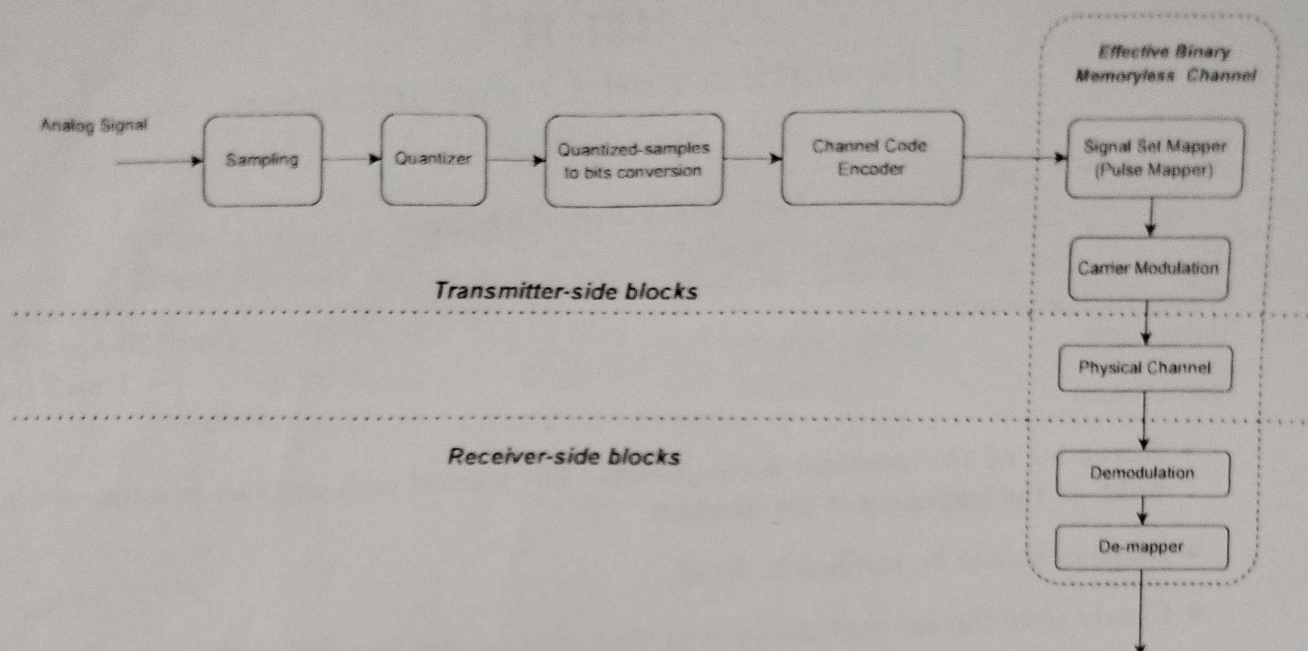 Effective Binary
Memoryless Channel
Analog Signal
Sampling
Quantizer
Quantized-samples
to bits conversion
Channel Code
Encoder
Signal Set Mapper
(Pulse Mapper)
Carrier Modulation
Transmitter-side blocks
Physical Channel
Receiver-side blocks
Demodulation
De-mapper